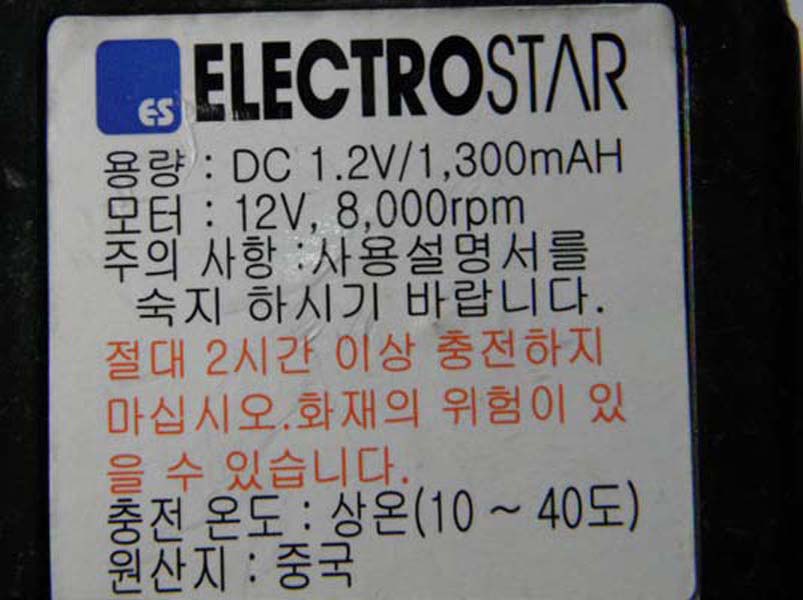 ES ELECTROSTAR
용량 : DC 1.2V/1,300mAH
모터 : 12V, 8,000rpm
주의 사항 :사용설명서를
숙지 하시기 바랍니다.
절대 2시간 이상 충전하지
마십시오.화재의 위험이 있
을 수 있습니다.
충전 온도 : 상온(10 ~ 40도)
원산지 : 중국